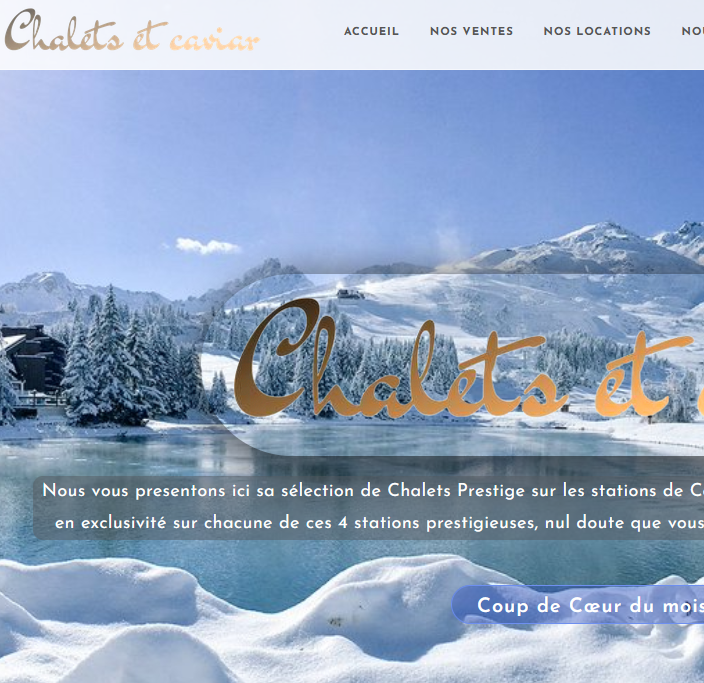 Chalets et caviar
ACCUEIL NOS VENTES NOS LOCATIONS
Chalets et
Nous vous presentons ici sa sélection de Chalets Prestige sur les stations de
en exclusivité sur chacune de ces 4 stations prestigieuses, nul doute que vous
Coup de Cœur du mois